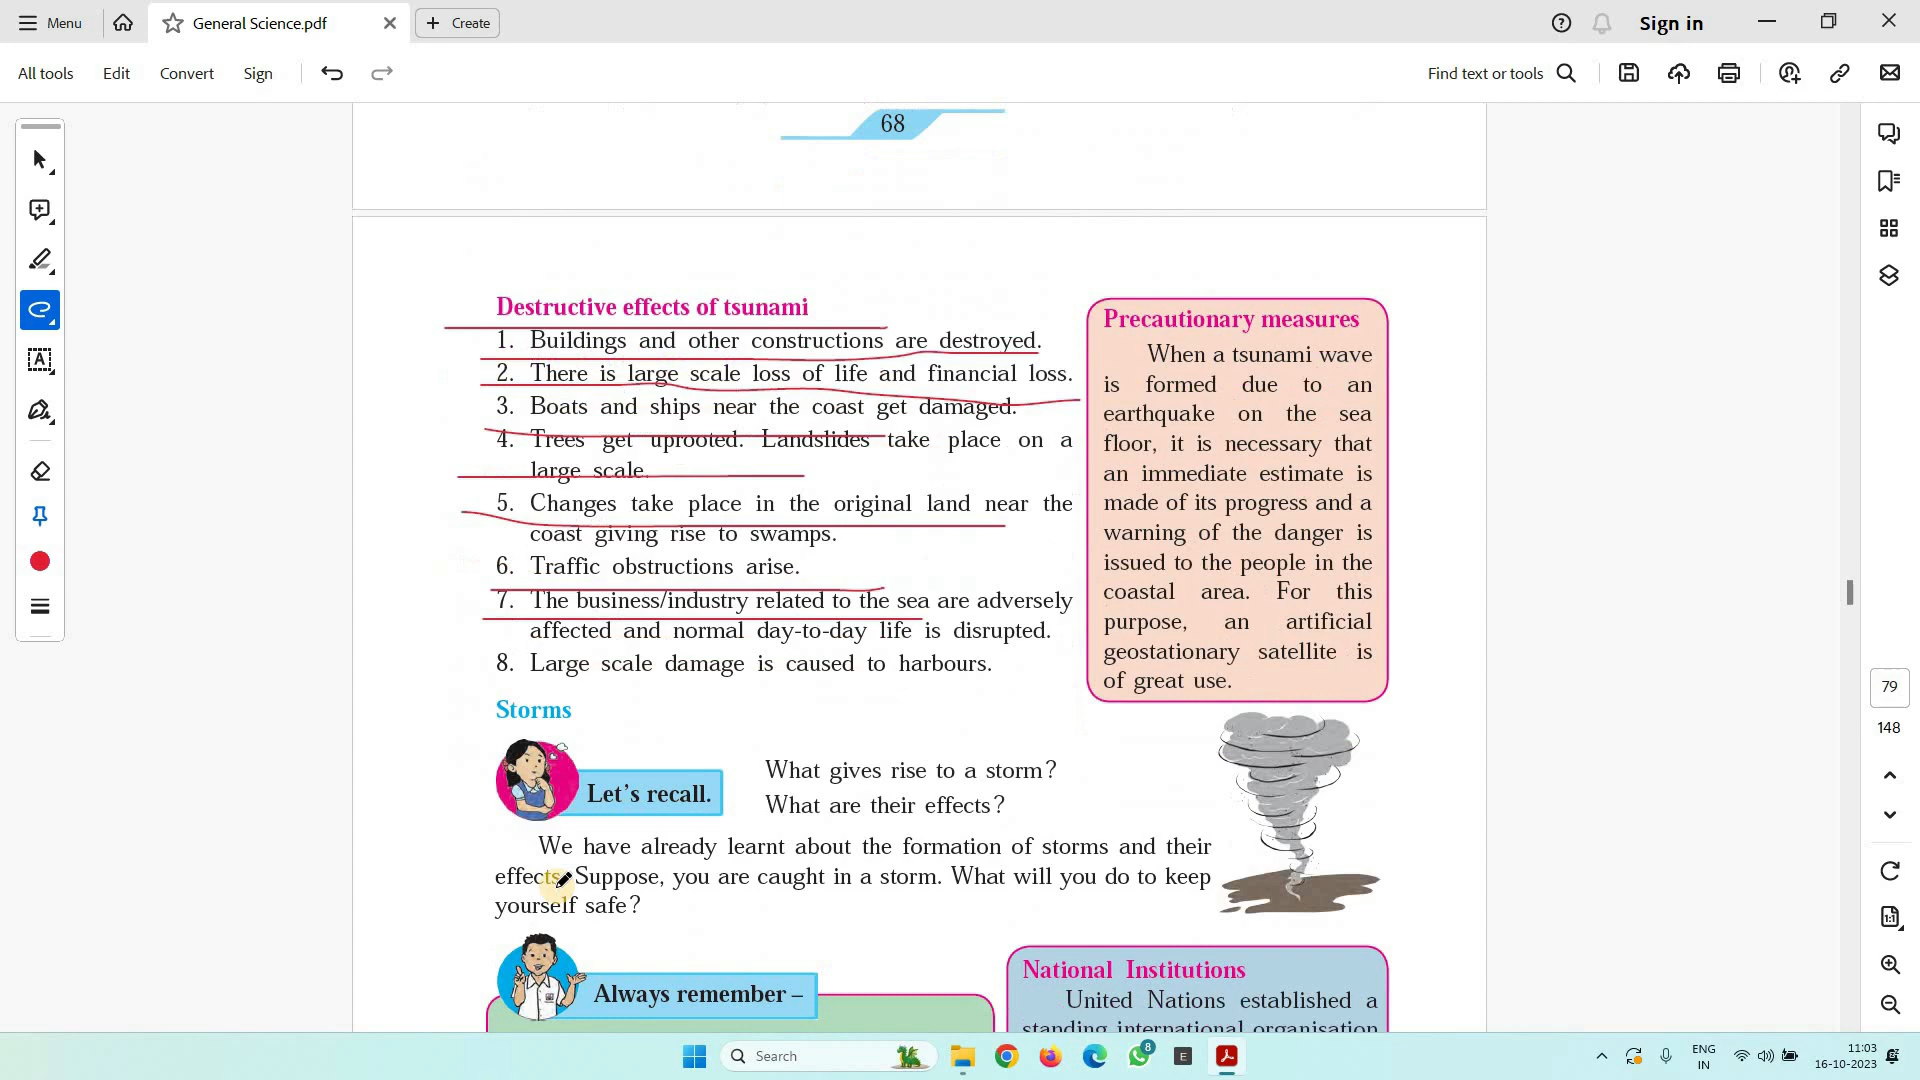 Menu
General Science.pdf
Create
Sign in
All tools
Edit
Convert
Sign
Find text or tools
68
Destructive effects of tsunami
1. Buildings and other constructions are destroyed.
2. There is large scale loss of life and financial loss.
3. Boats and ships near the coast get damaged.
4. Trees get uprooted. Landslides take place on a
large scale.
5. Changes take place in the original land near the
coast giving rise to swamps.
6. Traffic obstructions arise.
7. The business/industry related to the sea are adversely
affected and normal day-to-day life is disrupted.
8. Large scale damage is caused to harbours.
Precautionary measures
When a tsunami wave
is formed due to an
earthquake on the sea
floor, it is necessary that
an immediate estimate is
made of its progress and a
warning of the danger is
issued to the people in the
coastal area. For this
purpose, an artificial
geostationary satellite is
of great use.
Storms
Let's recall.
What gives rise to a storm?
What are their effects?
We have already learnt about the formation of storms and their
effects. Suppose, you are caught in a storm. What will you do to keep
yourself safe?
Always remember –
National Institutions
United Nations established a
standing international organisation
79
148
1:1
A
Search
8
E
ENG
IN
11:03
16-10-2023